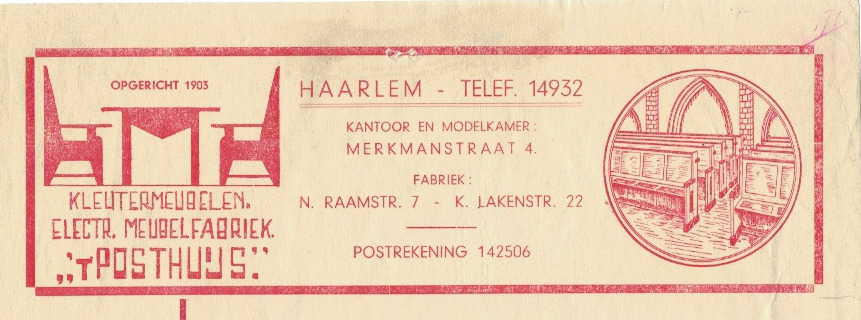 OPGERICHT 1903
KLEUTERMEUBELEN.
ELECTR. MEUBELFABRIEK.
„'TPOSTHUIJS.”
HAARLEM - TELEF. 14932
KANTOOR EN MODELKAMER:
MERKMANSTRAAT 4.
FABRIEK:
N. RAAMSTR. 7 - K. LAKENSTR. 22
POSTREKENING 142506